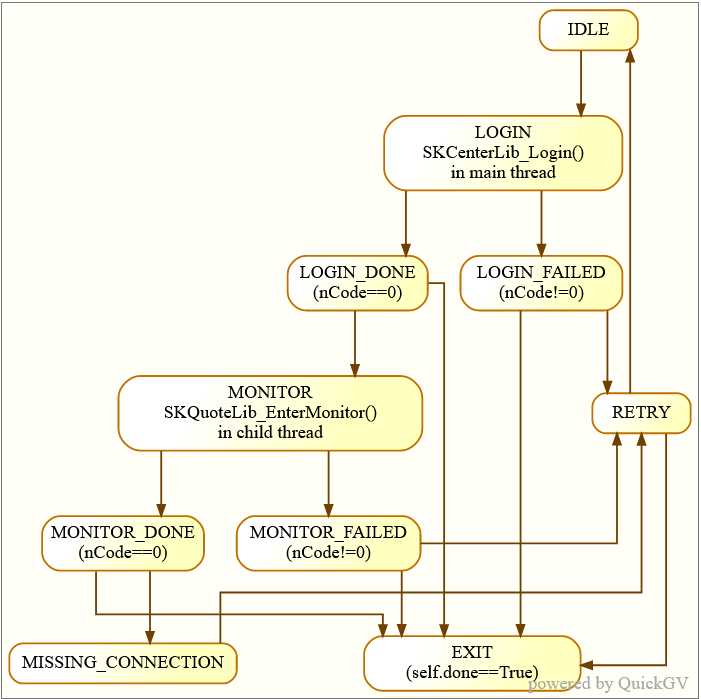 IDLE
LOGIN
SKCenterLib_Login()
in main thread
LOGIN_DONE
(nCode==0)
LOGIN_FAILED
(nCode!=0)
MONITOR
SKQuoteLib_EnterMonitor()
in child thread
RETRY
MONITOR_DONE
(nCode==0)
MONITOR_FAILED
(nCode!=0)
MISSING_CONNECTION
EXIT
(self.done==True)
powered by QuickGV